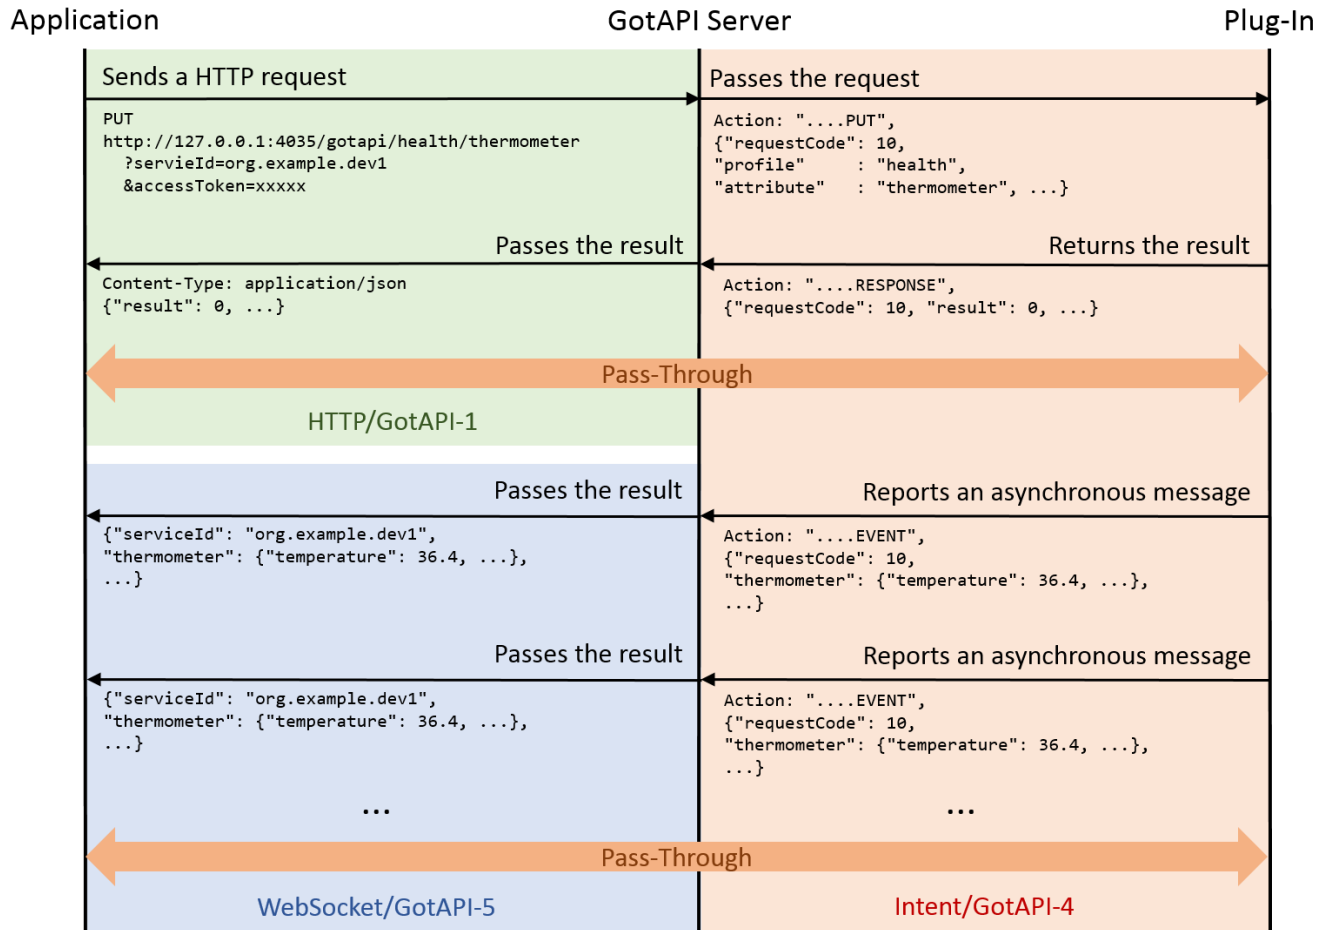 Application
GotAPI Server
Plug-In
Sends a HTTP request
Passes the request
PUT
http://127.0.0.1:4035/gotapi/health/thermometer
?servieId=org.example.dev1
&accessToken=xxxxx
Action: "....PUT",
{"requestCode": 10,
"profile" : "health",
"attribute" : "thermometer", ...}
Passes the result
Returns the result
Content-Type: application/json
{"result": 0, ...}
Action: "....RESPONSE",
{"requestCode": 10, "result": 0, ...}
Pass-Through
HTTP/GotAPI-1
Passes the result
Reports an asynchronous message
{"serviceId": "org.example.dev1",
"thermometer": {"temperature": 36.4, ...},
...}
Action: "....EVENT",
{"requestCode": 10,
"thermometer": {"temperature": 36.4, ...},
...}
Passes the result
Reports an asynchronous message
{"serviceId": "org.example.dev1",
"thermometer": {"temperature": 36.4, ...},
...}
Action: "....EVENT",
{"requestCode": 10,
"thermometer": {"temperature": 36.4, ...},
...}
...
...
Pass-Through
WebSocket/GotAPI-5
Intent/GotAPI-4